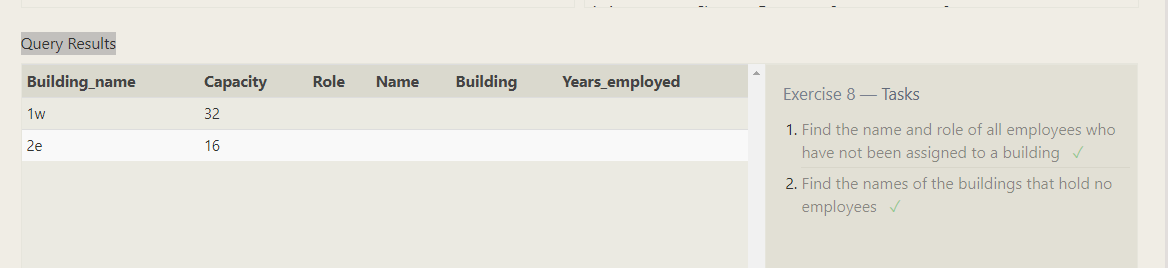 Query Results
Building_name Capacity Role Name Building Years_employed
1w 32
2e 16
Exercise 8 — Tasks
1. Find the name and role of all employees who
have not been assigned to a building ✓
2. Find the names of the buildings that hold no
employees ✓